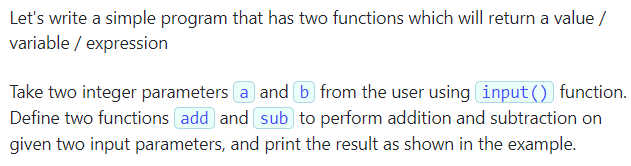 Let's write a simple program that has two functions which will return a value /
variable / expression
Take two integer parameters a and b from the user using input() function.
Define two functions add and sub to perform addition and subtraction on
given two input parameters, and print the result as shown in the example.